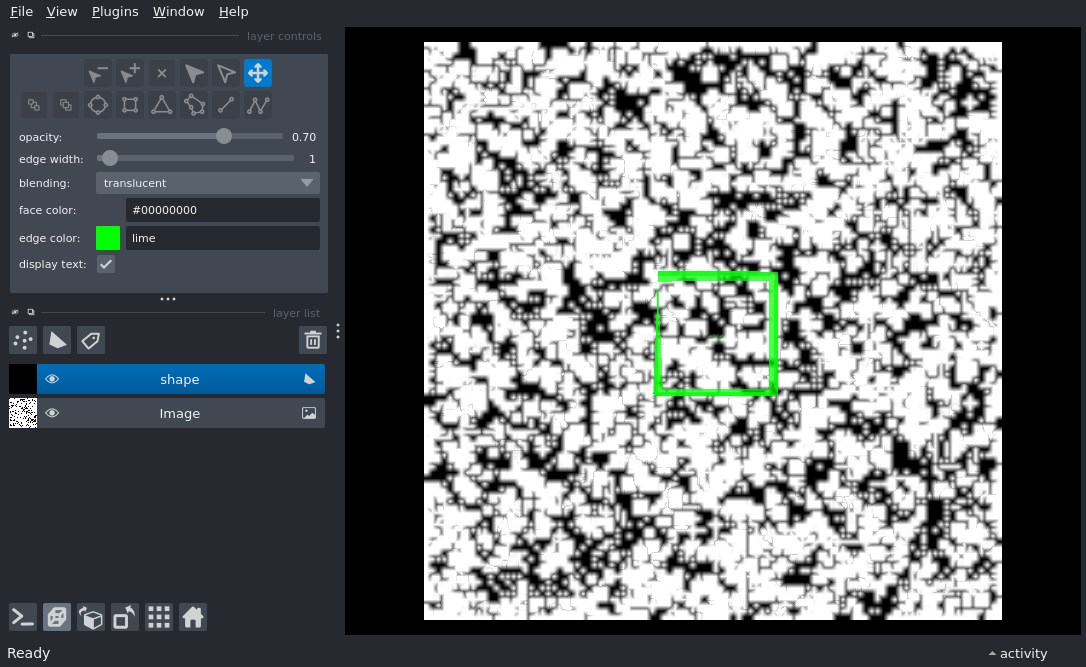 File View Plugins Window Help
layer controls
opacity: 0.70
edge width: 1
blending: translucent
face color: #00000000
edge color: lime
display text:
layer list
shape
Image
Ready
activity